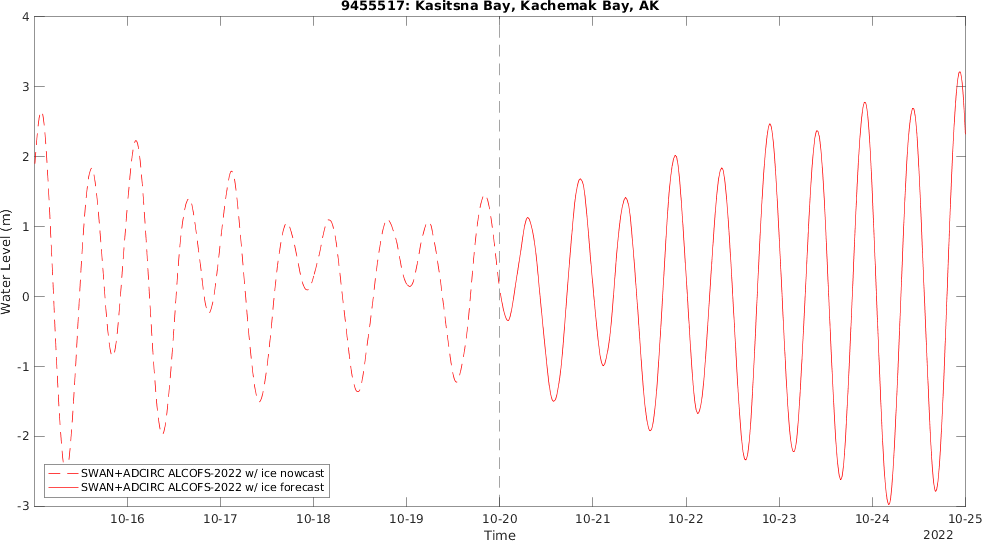 9455517: Kasitsna Bay, Kachemak Bay, AK
4
3
2
1
0
-1
-2
-3
Water Level (m)
SWAN+ADCIRC ALCOFS-2022 w/ ice nowcast
SWAN+ADCIRC ALCOFS-2022 w/ ice forecast
10-16 10-17 10-18 10-19 10-20 10-21 10-22 10-23 10-24 10-25
Time
2022